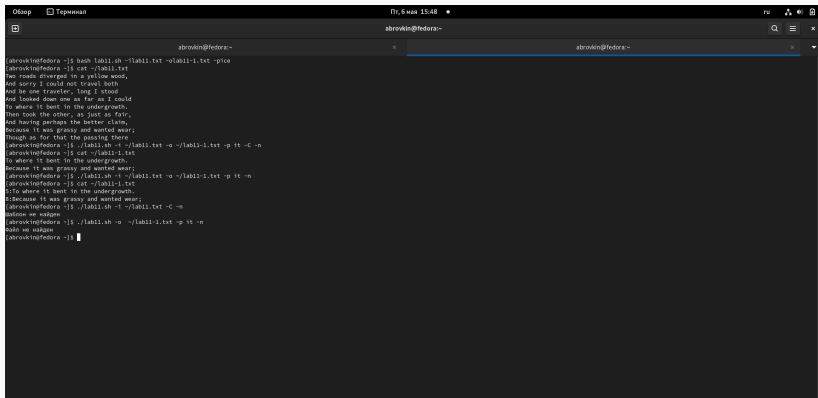 Обзор
Терминал
Пт, 6 мая 15:48
ru
abrovkin@fedora:~
abrovkin@fedora:~
abrovkin@fedora:~
[abrovkin@fedora ~]$ bash lab11.sh -ilab11.txt -olab11-1.txt -pice
[abrovkin@fedora ~]$ cat ~/lab11.txt
Two roads diverged in a yellow wood,
And sorry I could not travel both
And be one traveler, long I stood
And looked down one as far as I could
To where it bent in the undergrowth.
Then took the other, as just as fair,
And having perhaps the better claim,
Because it was grassy and wanted wear;
Though as for that the passing there
[abrovkin@fedora ~]$ ./lab11.sh -i ~/lab11.txt -o ~/lab11-1.txt -p it -C -n
[abrovkin@fedora ~]$ cat ~/lab11-1.txt
To where it bent in the undergrowth.
Because it was grassy and wanted wear;
[abrovkin@fedora ~]$ ./lab11.sh -i ~/lab11.txt -o ~/lab11-1.txt -p it -n
[abrovkin@fedora ~]$ cat ~/lab11-1.txt
5:To where it bent in the undergrowth.
8:Because it was grassy and wanted wear;
[abrovkin@fedora ~]$ ./lab11.sh -i ~/lab11.txt -C -n
Шаблон не найден
[abrovkin@fedora ~]$ ./lab11.sh -o  ~/lab11-1.txt -p it -n
Файл не найден
[abrovkin@fedora ~]$